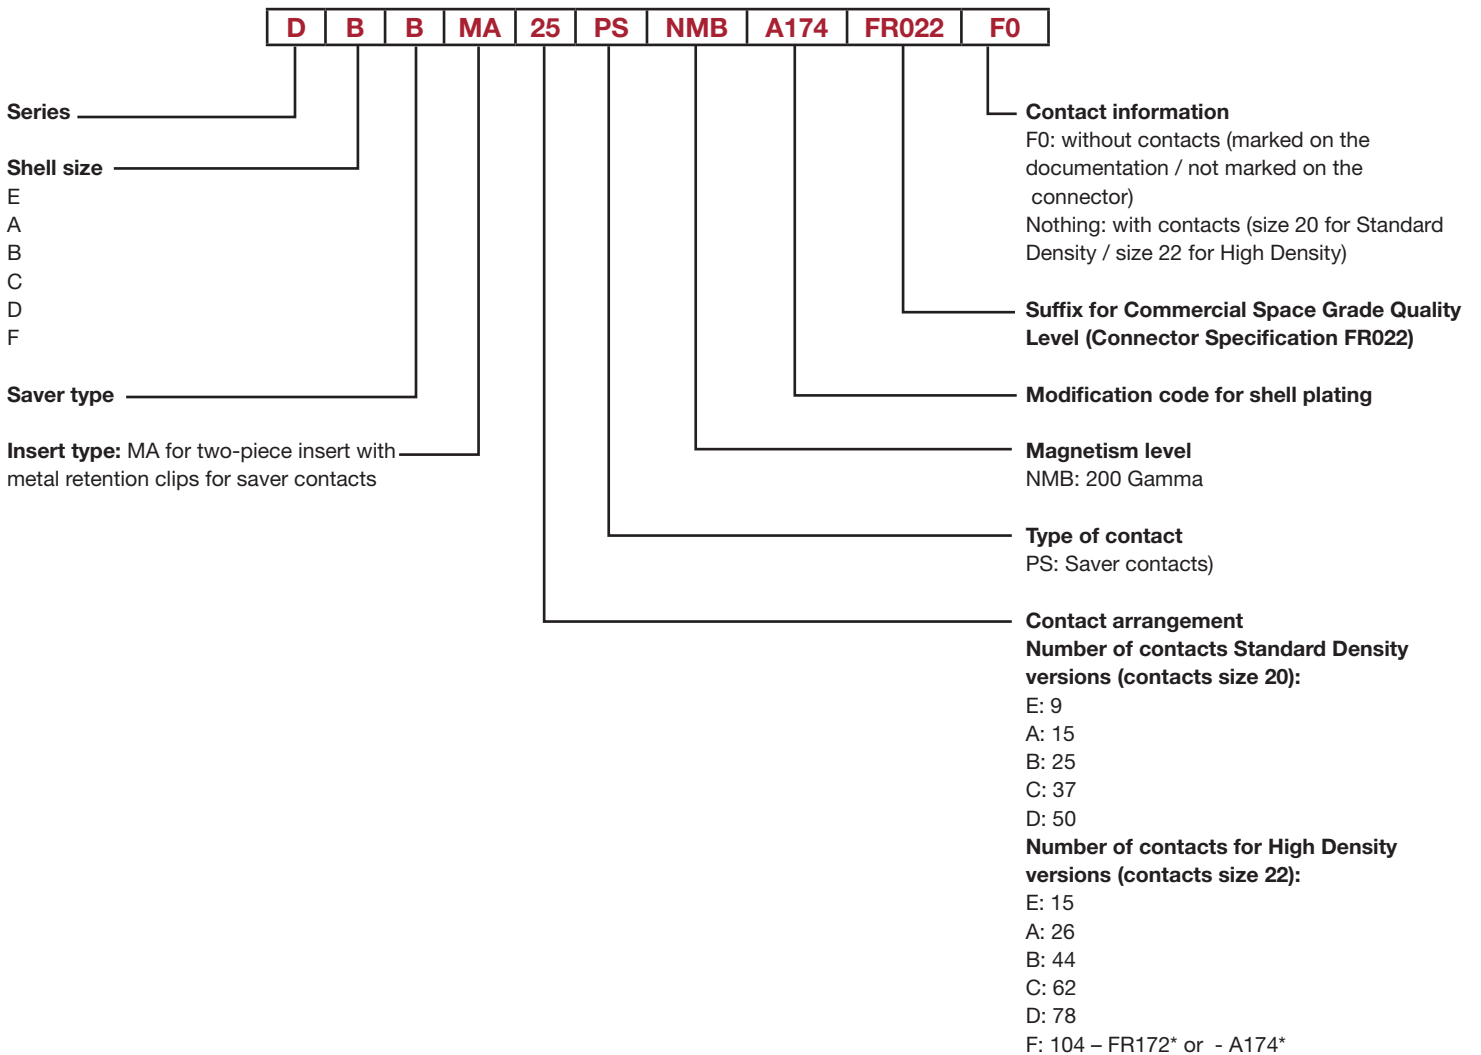 D B B MA 25 PS NMB A174 FR022 F0
Series
Shell size
E
A
B
C
D
F
Saver type
Insert type: MA for two-piece insert with
metal retention clips for saver contacts
Contact information
F0: without contacts (marked on the
documentation / not marked on the
connector)
Nothing: with contacts (size 20 for Standard
Density / size 22 for High Density)
Suffix for Commercial Space Grade Quality
Level (Connector Specification FR022)
Modification code for shell plating
Magnetism level
NMB: 200 Gamma
Type of contact
PS: Saver contacts)
Contact arrangement
Number of contacts Standard Density
versions (contacts size 20):
E: 9
A: 15
B: 25
C: 37
D: 50
Number of contacts for High Density
versions (contacts size 22):
E: 15
A: 26
B: 44
C: 62
D: 78
F: 104 – FR172* or - A174*